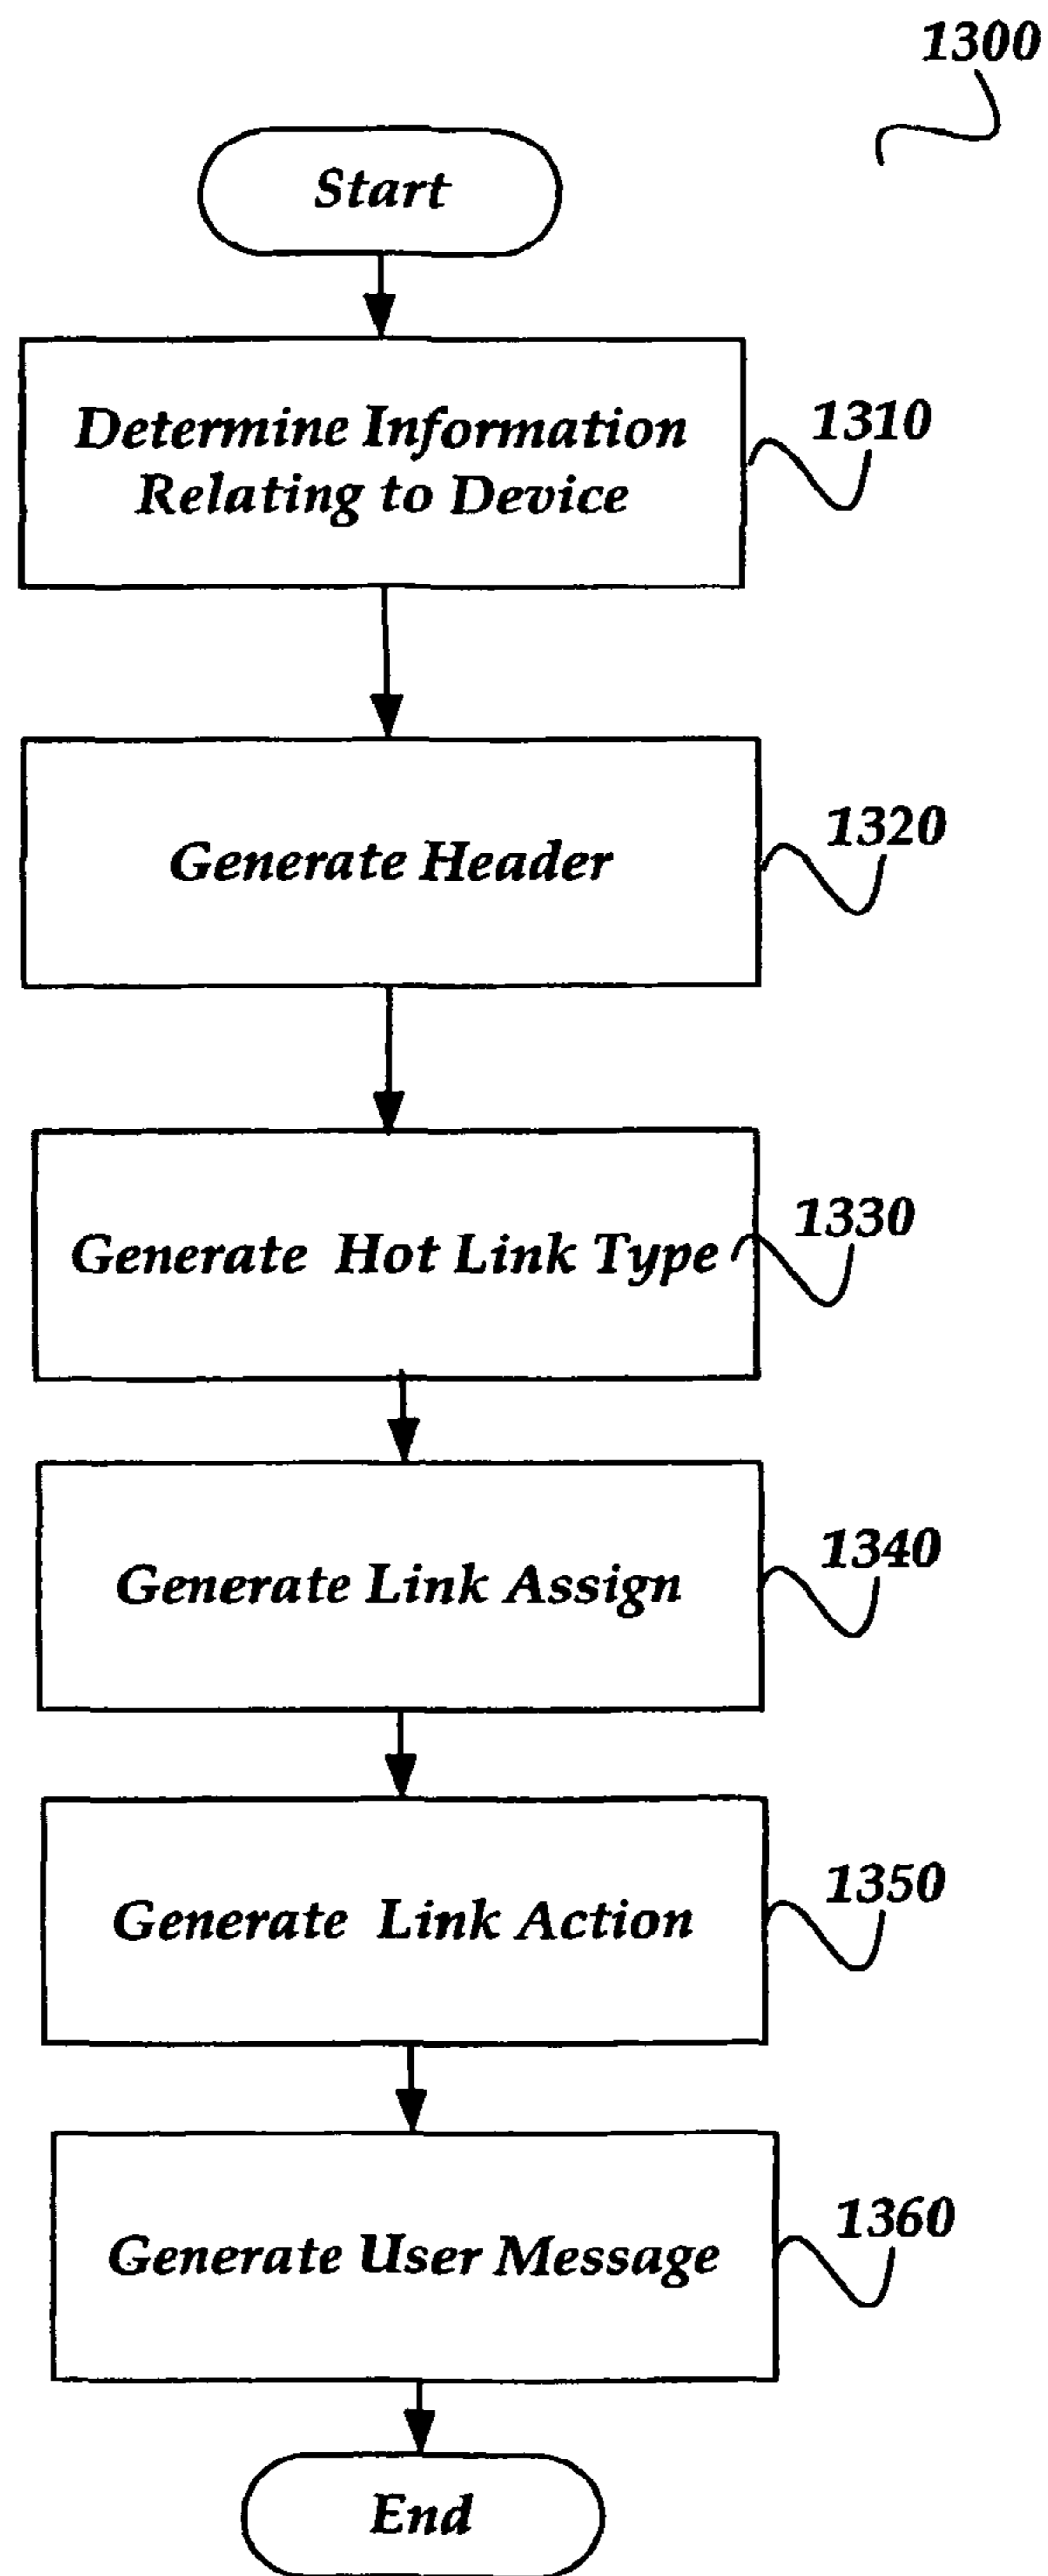 1300
Start
Determine Information
Relating to Device
1310
Generate Header
1320
Generate Hot Link Type
1330
Generate Link Assign
1340
Generate Link Action
1350
Generate User Message
1360
End